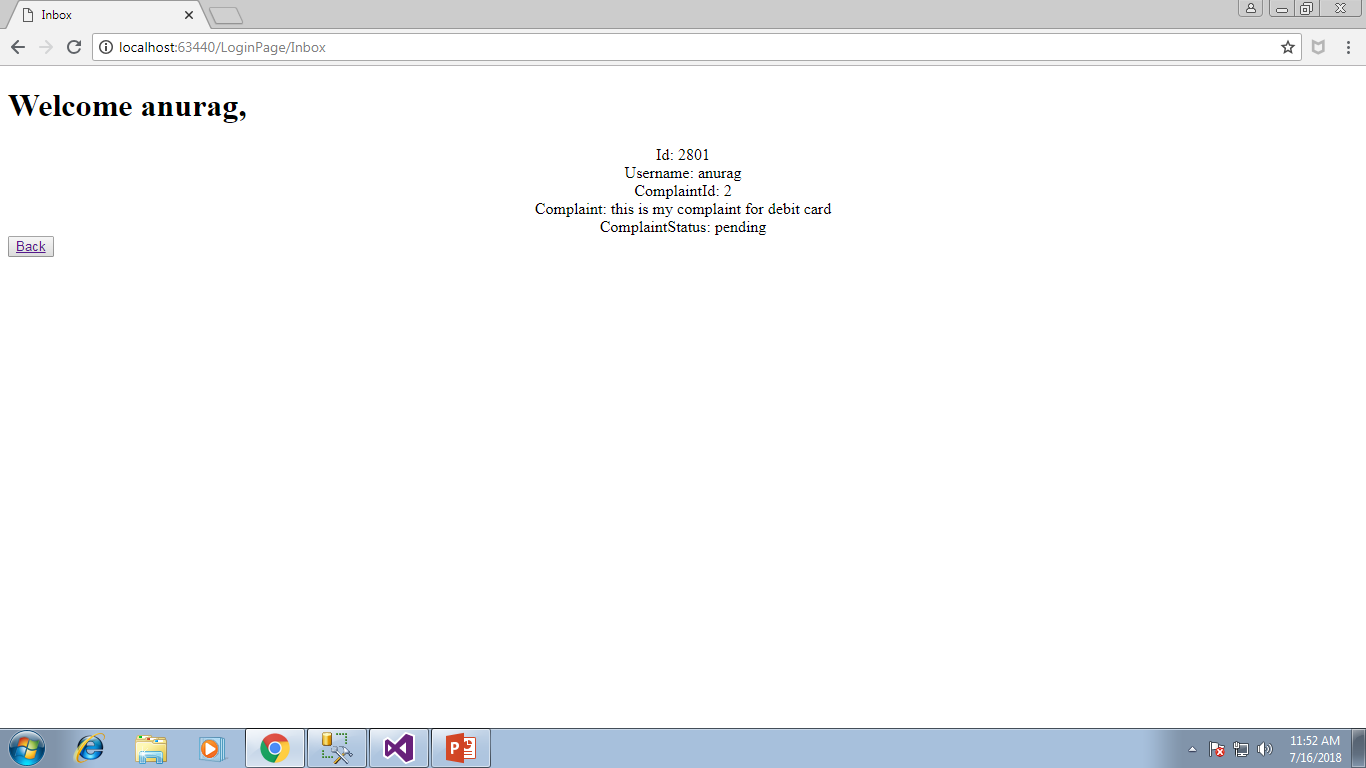 Inbox
localhost:63440/LoginPage/Inbox
Welcome anurag,
Id: 2801
Username: anurag
ComplaintId: 2
Complaint: this is my complaint for debit card
ComplaintStatus: pending
Back
11:52 AM
7/16/2018